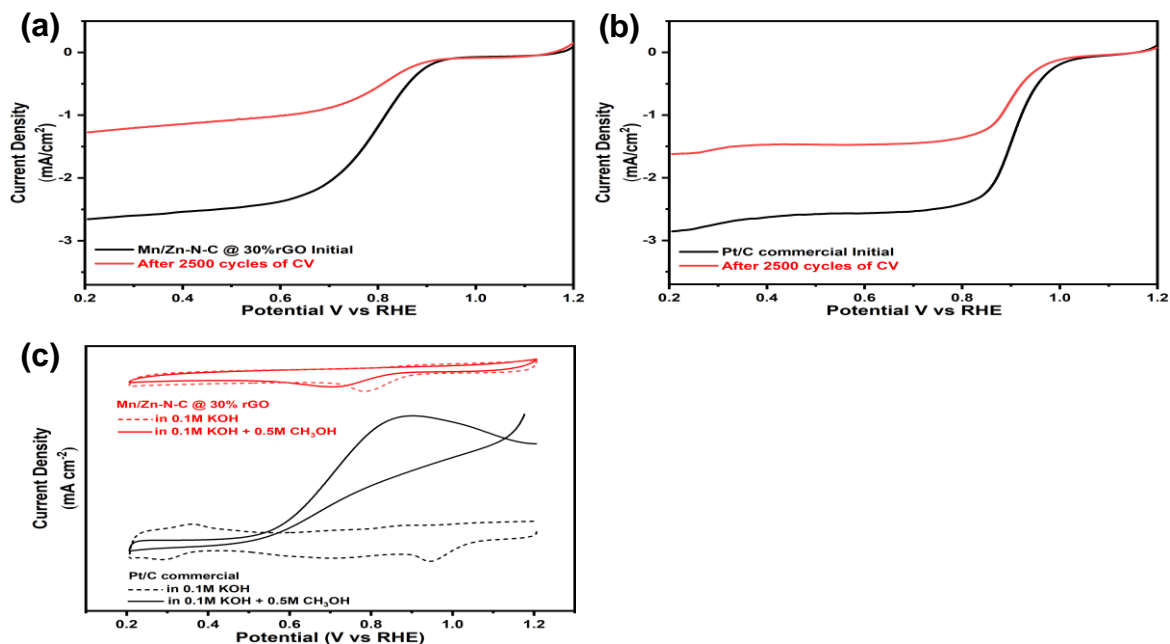 (a)
0
-1
-2
-3
Current Density
(mA/cm²)
Mn/Zn-N-C @ 30%rGO Initial
After 2500 cycles of CV
0.2 0.4 0.6 0.8 1.0 1.2
Potential V vs RHE
(b)
0
-1
-2
-3
Current Density
(mA/cm²)
Pt/C commercial Initial
After 2500 cycles of CV
0.2 0.4 0.6 0.8 1.0 1.2
Potential V vs RHE
(c)
Current Density
(mA cm⁻²)
Mn/Zn-N-C @ 30% rGO
in 0.1M KOH
in 0.1M KOH + 0.5M CH₃OH
Pt/C commercial
in 0.1M KOH
in 0.1M KOH + 0.5M CH₃OH
0.2 0.4 0.6 0.8 1.0 1.2
Potential (V vs RHE)